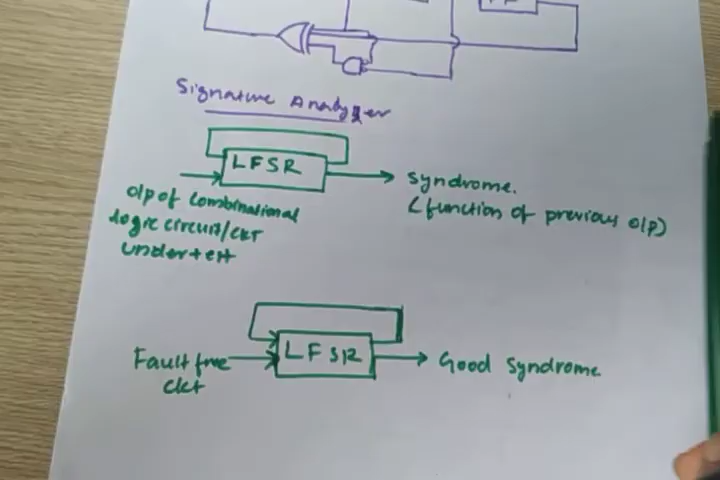 Signature Analyzer
LFSR
Syndrome.
(function of previous o/p)
o/p of combinational
logic circuit/ckt
under test
LFSR
Fault free
ckt
Good Syndrome